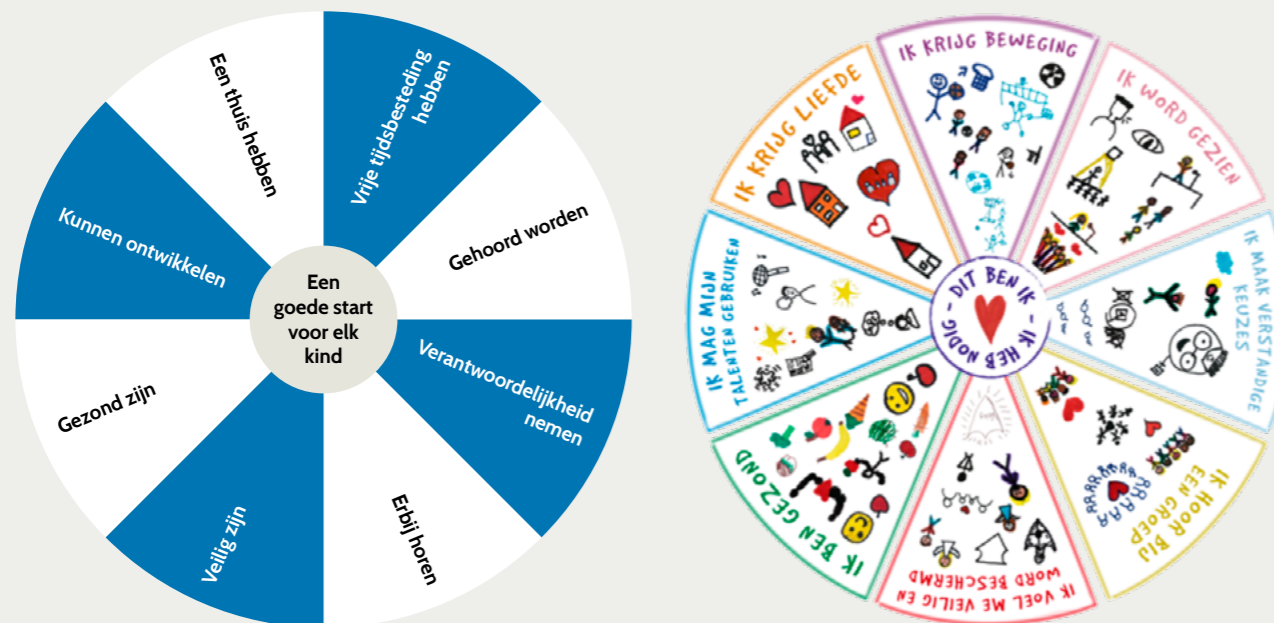 Een thuis hebben
Vrije tijdsbesteding
hebben
Gehoord worden
Verantwoordelijkheid
nemen
Erbij horen
Veilig zijn
Gezond zijn
Kunnen ontwikkelen
Een
goede start
voor elk
kind
IK KRIJG BEWEGING
IK WORD GEZIEN
IK MAAK VERSTANDIGE
KEUZES
IK HOOR BIJ
EEN GROEP
IK VOEL ME VEILIG EN
WORD BESCHERMD
IK BEN GEZOND
IK MAG MIJN
TALENTEN GEBRUIKEN
IK KRIJG LIEFDE
DIT BEN IK - IK HEB NODIG -